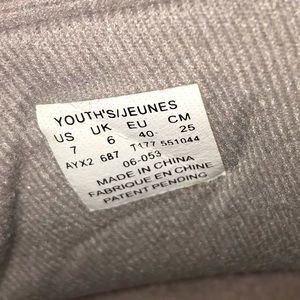 YOUTH'S/JEUNES
US UK EU CM
7 6 40 25
AYX2 687 T177 551044
06-053
MADE IN CHINA
FABRIQUE EN CHINE
PATENT PENDING